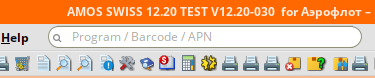 AMOS SWISS 12.20 TEST V12.20-030 for Аэрофлот –
Help Program / Barcode / APN